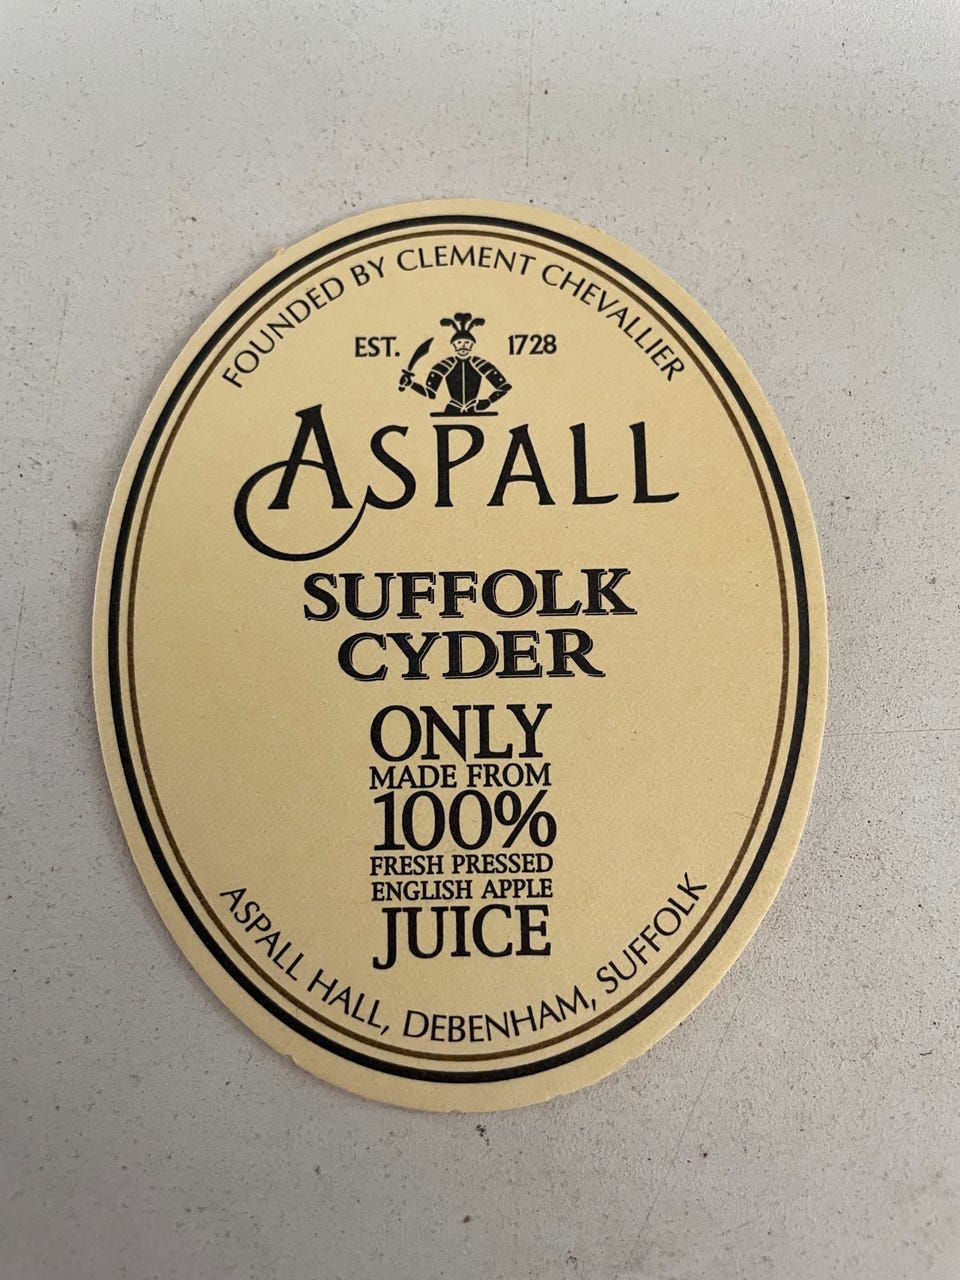 FOUNDED BY CLEMENT CHEVALLIER
EST. 1728
ASPALL
SUFFOLK
CYDER
ONLY
MADE FROM
100%
FRESH PRESSED
ENGLISH APPLE
JUICE
ASPALL HALL, DEBENHAM, SUFFOLK